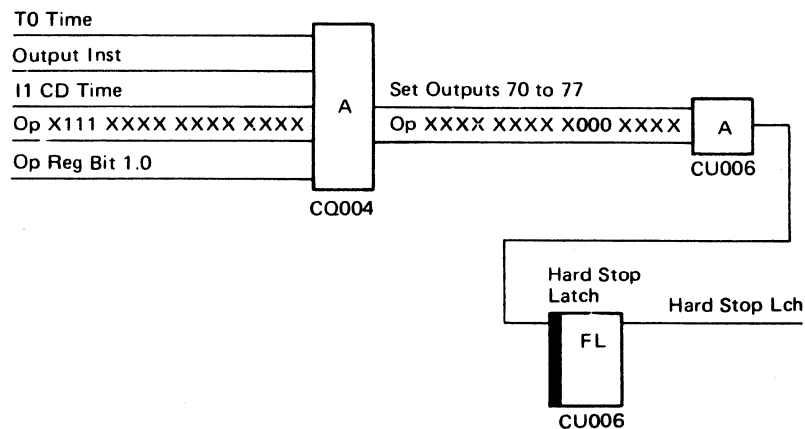 T0 Time
Output Inst
I1 CD Time
Op X111 XXXX XXXX XXXX
Op Reg Bit 1.0
A
CQ004
Set Outputs 70 to 77
Op XXXX XXXX X000 XXXX
A
CU006
Hard Stop
Latch
Hard Stop Lch
FL
CU006